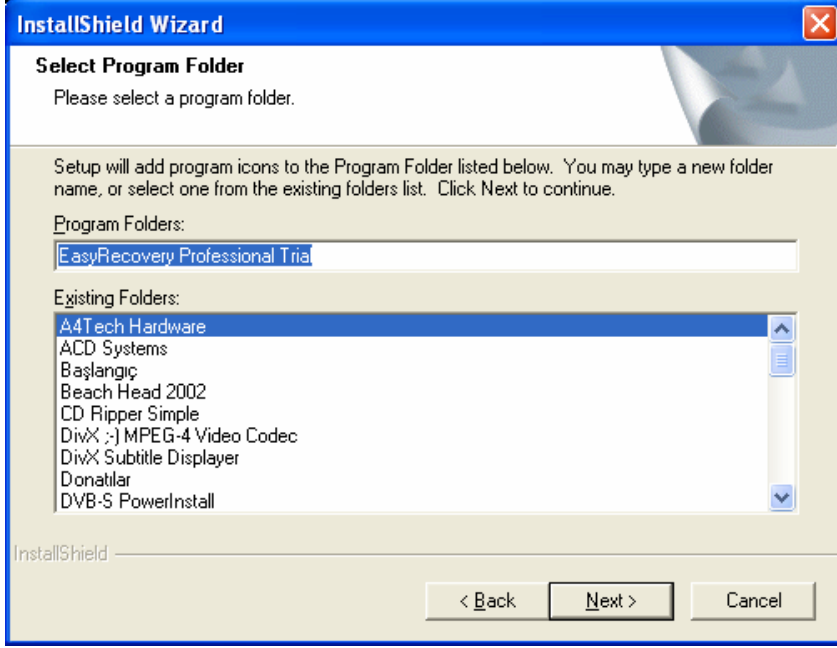 InstallShield Wizard
Select Program Folder
Please select a program folder.
Setup will add program icons to the Program Folder listed below. You may type a new folder
name, or select one from the existing folders list. Click Next to continue.
Program Folders:
EasyRecovery Professional Trial
Existing Folders:
A4Tech Hardware
ACD Systems
Başlangıç
Beach Head 2002
CD Ripper Simple
DivX ;-) MPEG-4 Video Codec
DivX Subtitle Displayer
Donatılar
DVB-S PowerInstall
InstallShield
< Back Next > Cancel